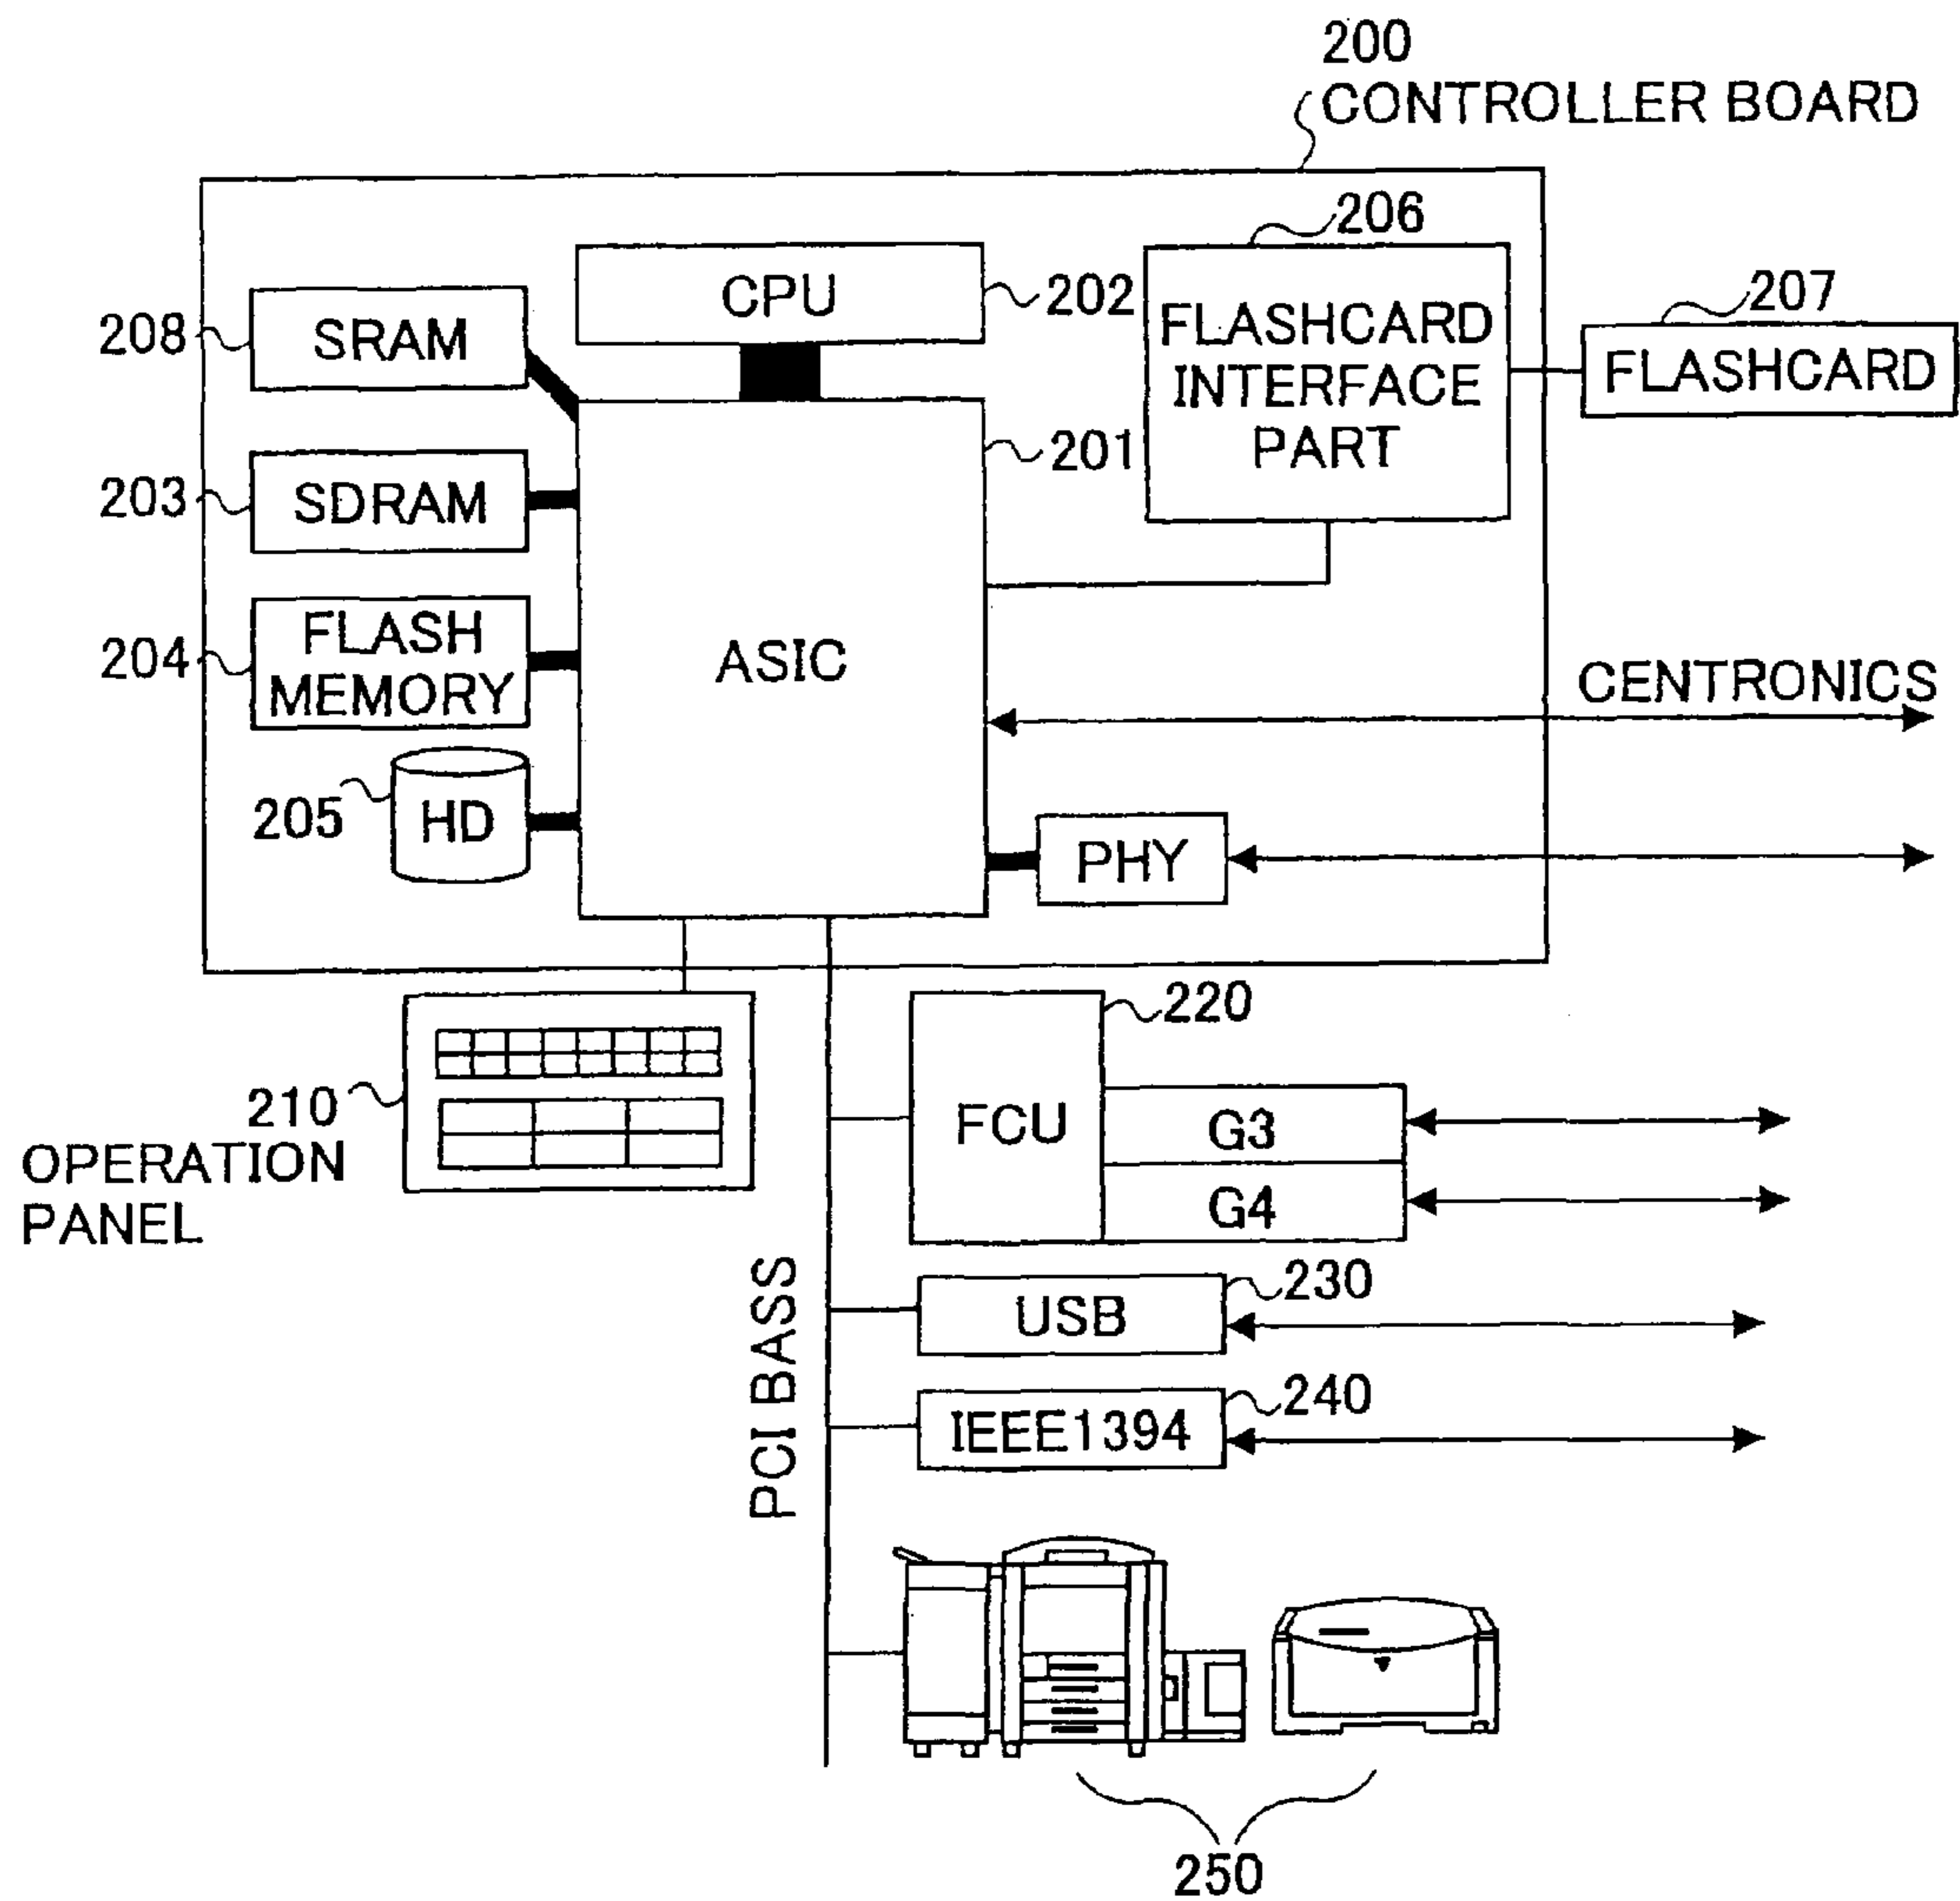 200
CONTROLLER BOARD
206
CPU
202
207
208
SRAM
FLASHCARD
INTERFACE
PART
FLASHCARD
201
203
SDRAM
204
FLASH
MEMORY
ASIC
CENTRONICS
205
HD
PHY
220
210
OPERATION
PANEL
FCU
G3
G4
PCI BASS
230
USB
240
IEEE1394
250